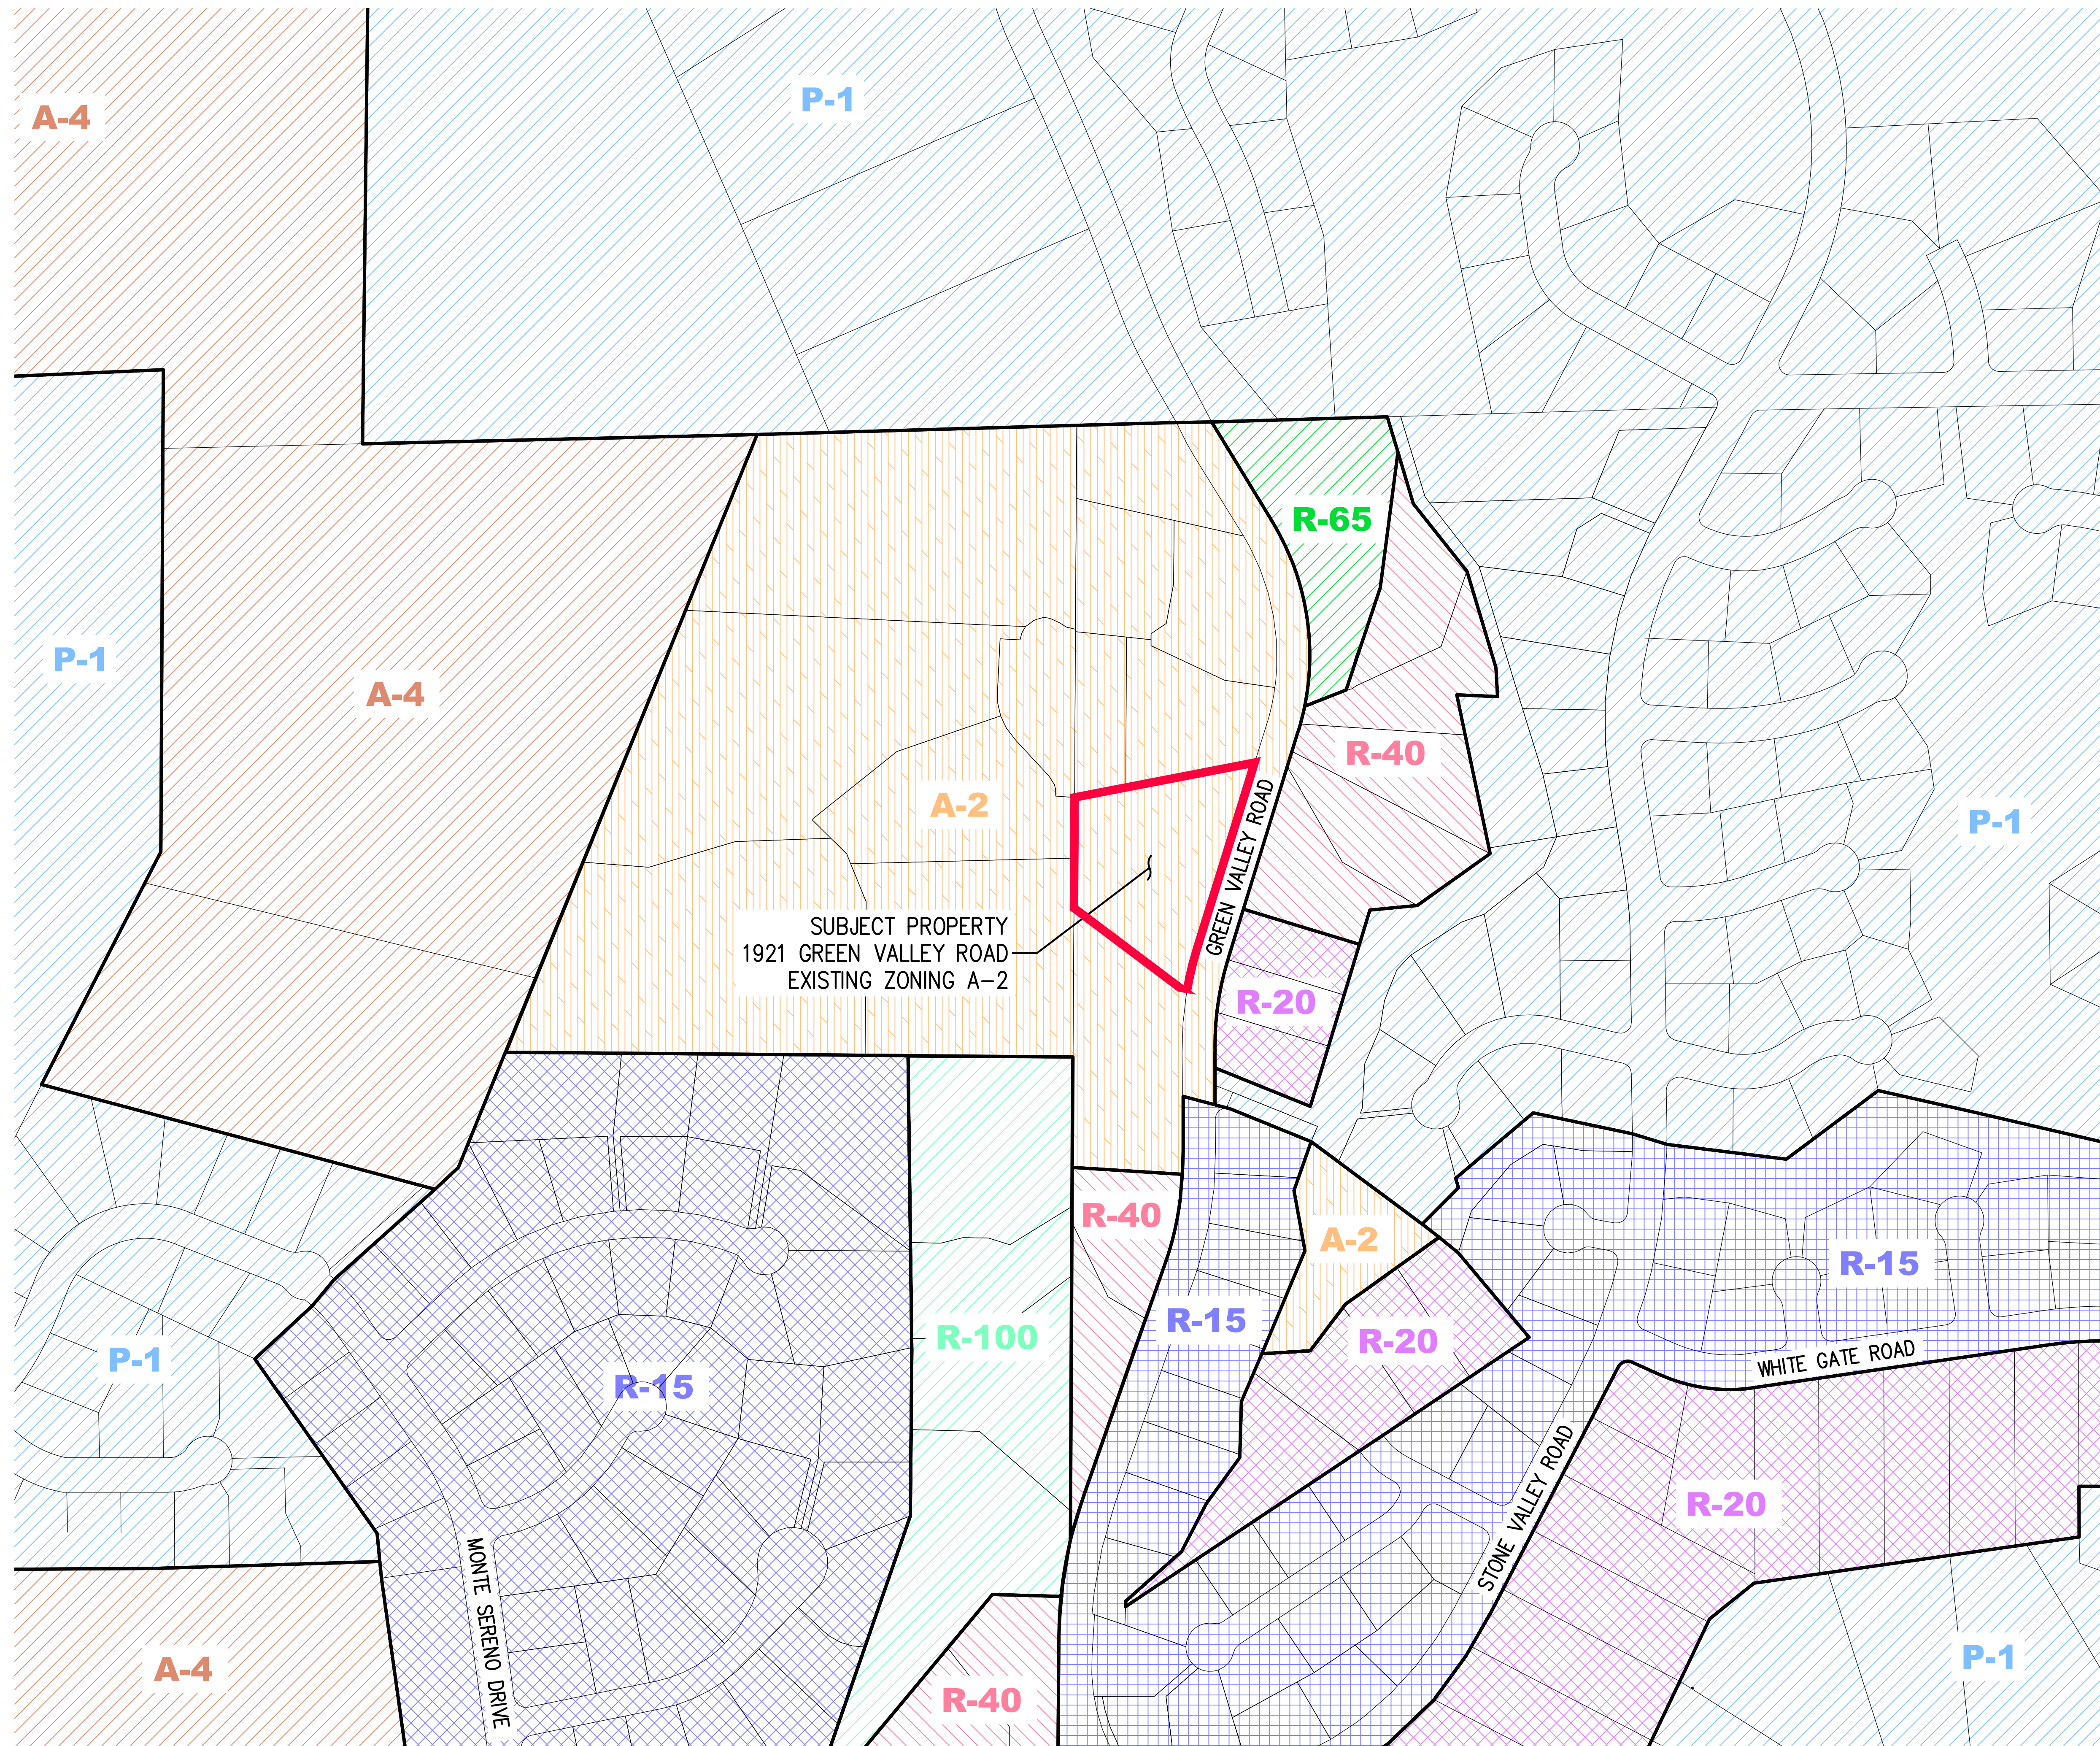 P-1
A-4
R-65
P-1
A-4
R-40
A-2
P-1
GREEN VALLEY ROAD
SUBJECT PROPERTY
1921 GREEN VALLEY ROAD
EXISTING ZONING A-2
R-20
R-40
A-2
R-15
R-15
R-100
R-20
P-1
R-15
WHITE GATE ROAD
STONE VALLEY ROAD
R-20
MONTE SERENO DRIVE
A-4
R-40
P-1